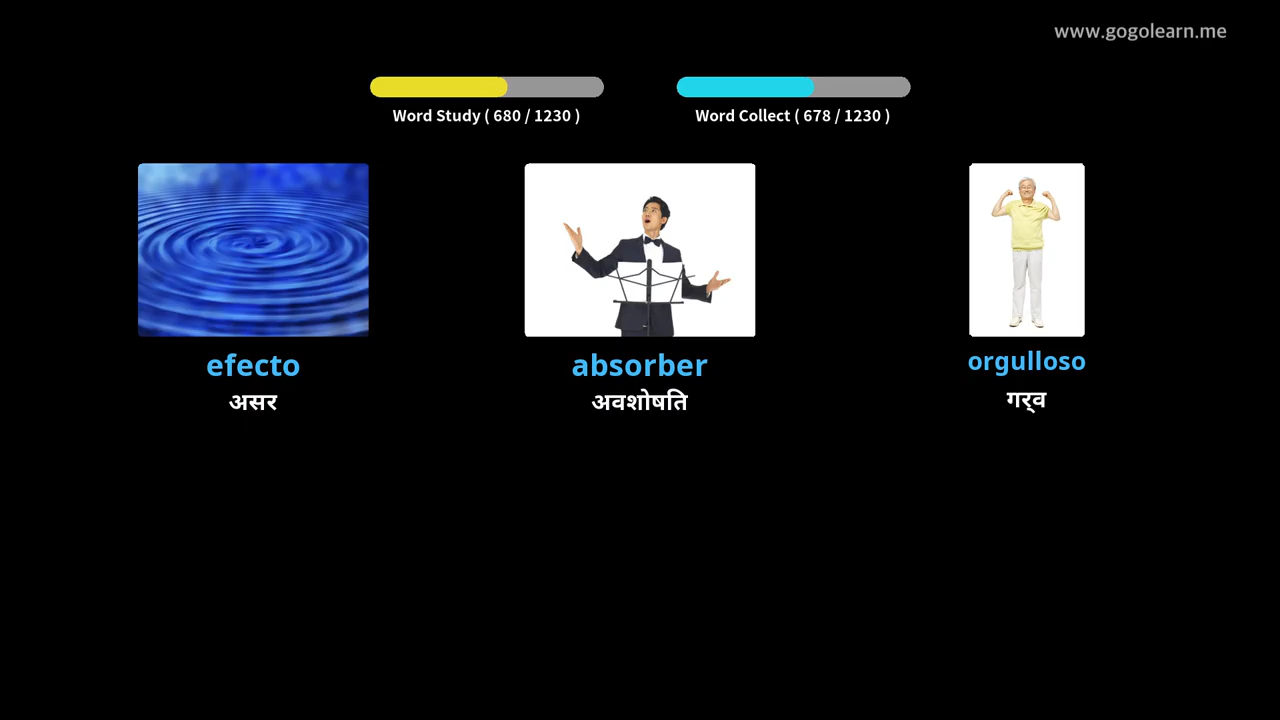 www.gogolearn.me
Word Study ( 680 / 1230 )
Word Collect ( 678 / 1230 )
efecto
असर
absorber
अवशोषति
orgulloso
गर्‌व